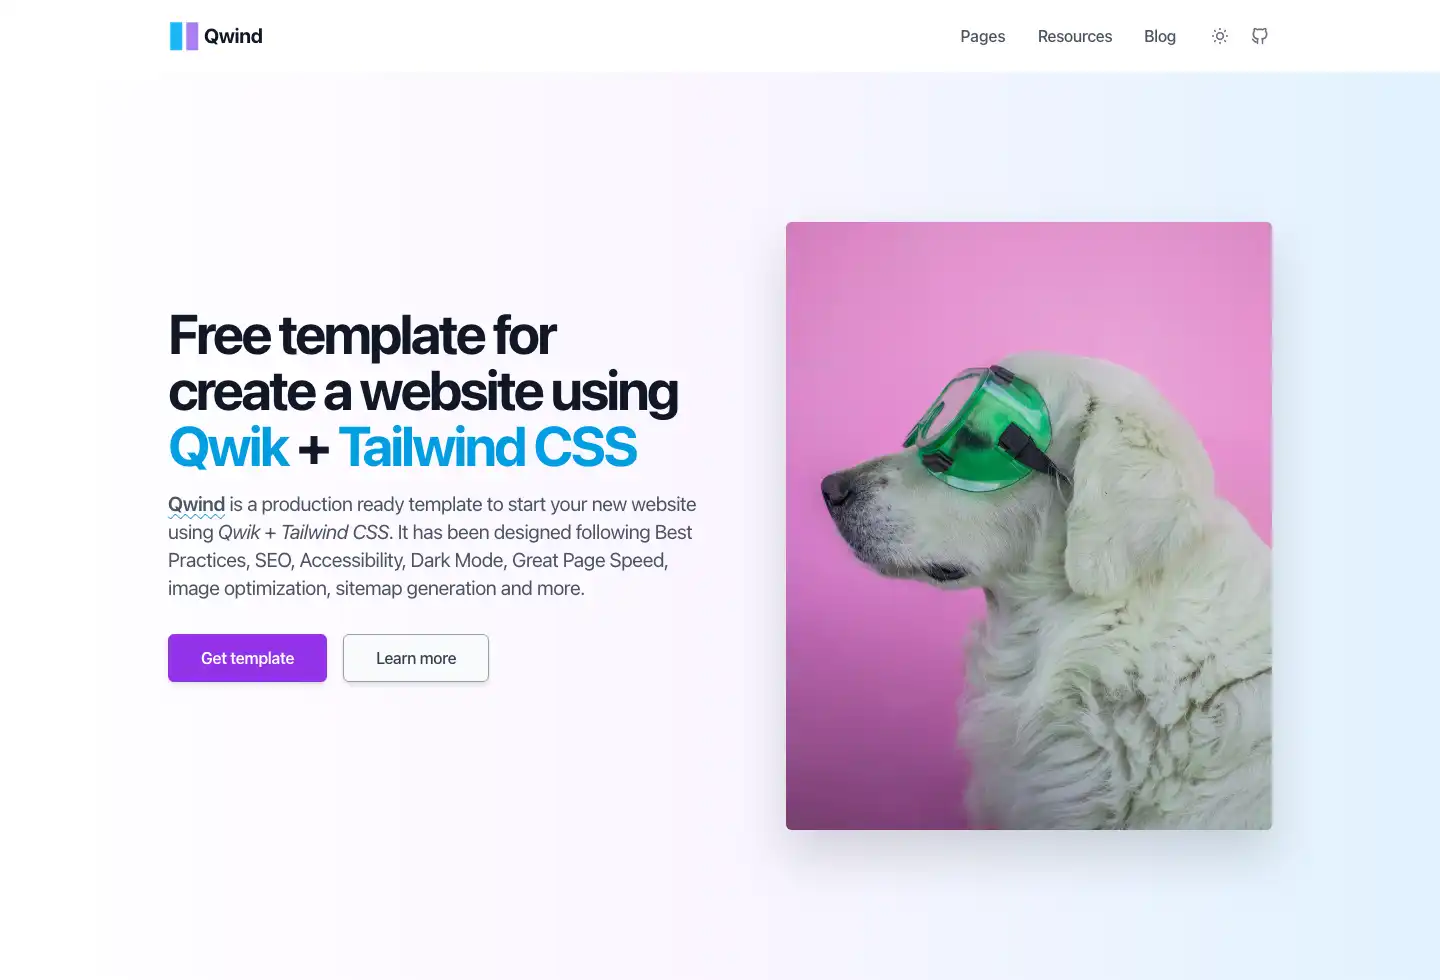 Qwind
Pages
Resources
Blog
Free template for
create a website using
Qwik + Tailwind CSS
Qwind is a production ready template to start your new website
using Qwik + Tailwind CSS. It has been designed following Best
Practices, SEO, Accessibility, Dark Mode, Great Page Speed,
image optimization, sitemap generation and more.
Get template
Learn more